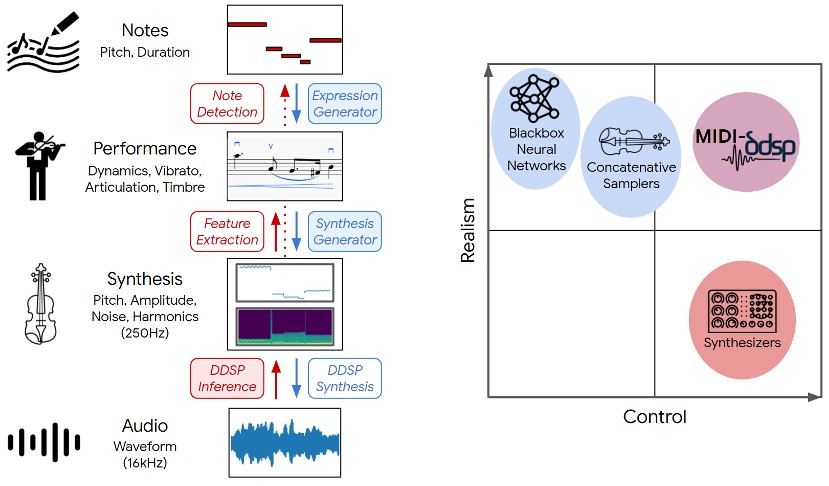 Notes
Pitch, Duration
Note
Detection
Expression
Generator
Performance
Dynamics, Vibrato,
Articulation, Timbre
Feature
Extraction
Synthesis
Generator
Synthesis
Pitch, Amplitude,
Noise, Harmonics
(250Hz)
DDSP
Inference
DDSP
Synthesis
Audio
Waveform
(16kHz)
Realism
Blackbox
Neural
Networks
Concatenative
Samplers
MIDI-ddsp
Synthesizers
Control